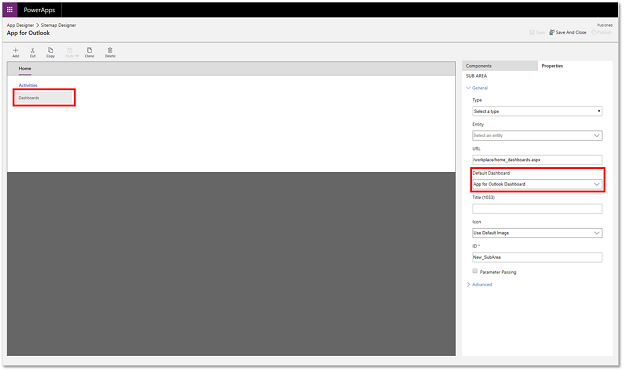 PowerApps
App Designer > Sitemap Designer
App for Outlook
Published
Save
Save And Close
Publish
Add
Cut
Copy
Paste
Clone
Delete
Home
Activities
Dashboards
Components
Properties
SUB AREA
General
Type
Select a type
Entity
Select an entity
URL
/workplace/home_dashboards.aspx
Default Dashboard
App for Outlook Dashboard
Title (1033)
Icon
Use Default Image
ID *
New_SubArea
Parameter Passing
Advanced